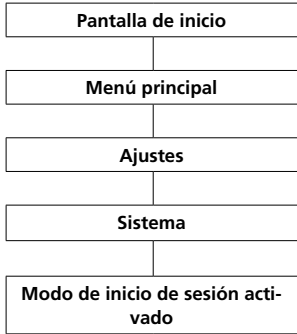 Pantalla de inicio
Menú principal
Ajustes
Sistema
Modo de inicio de sesión acti-
vado